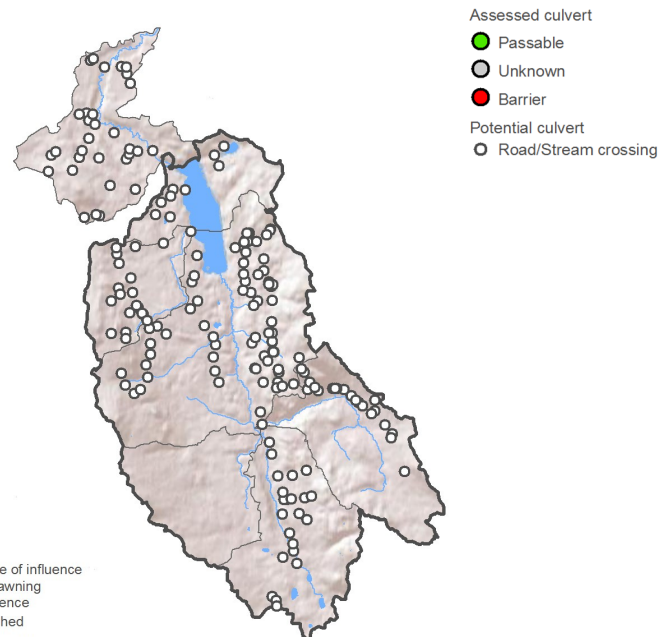 Assessed culvert
Passable
Unknown
Barrier
Potential culvert
Road/Stream crossing
e of influence
awning
ence
hed